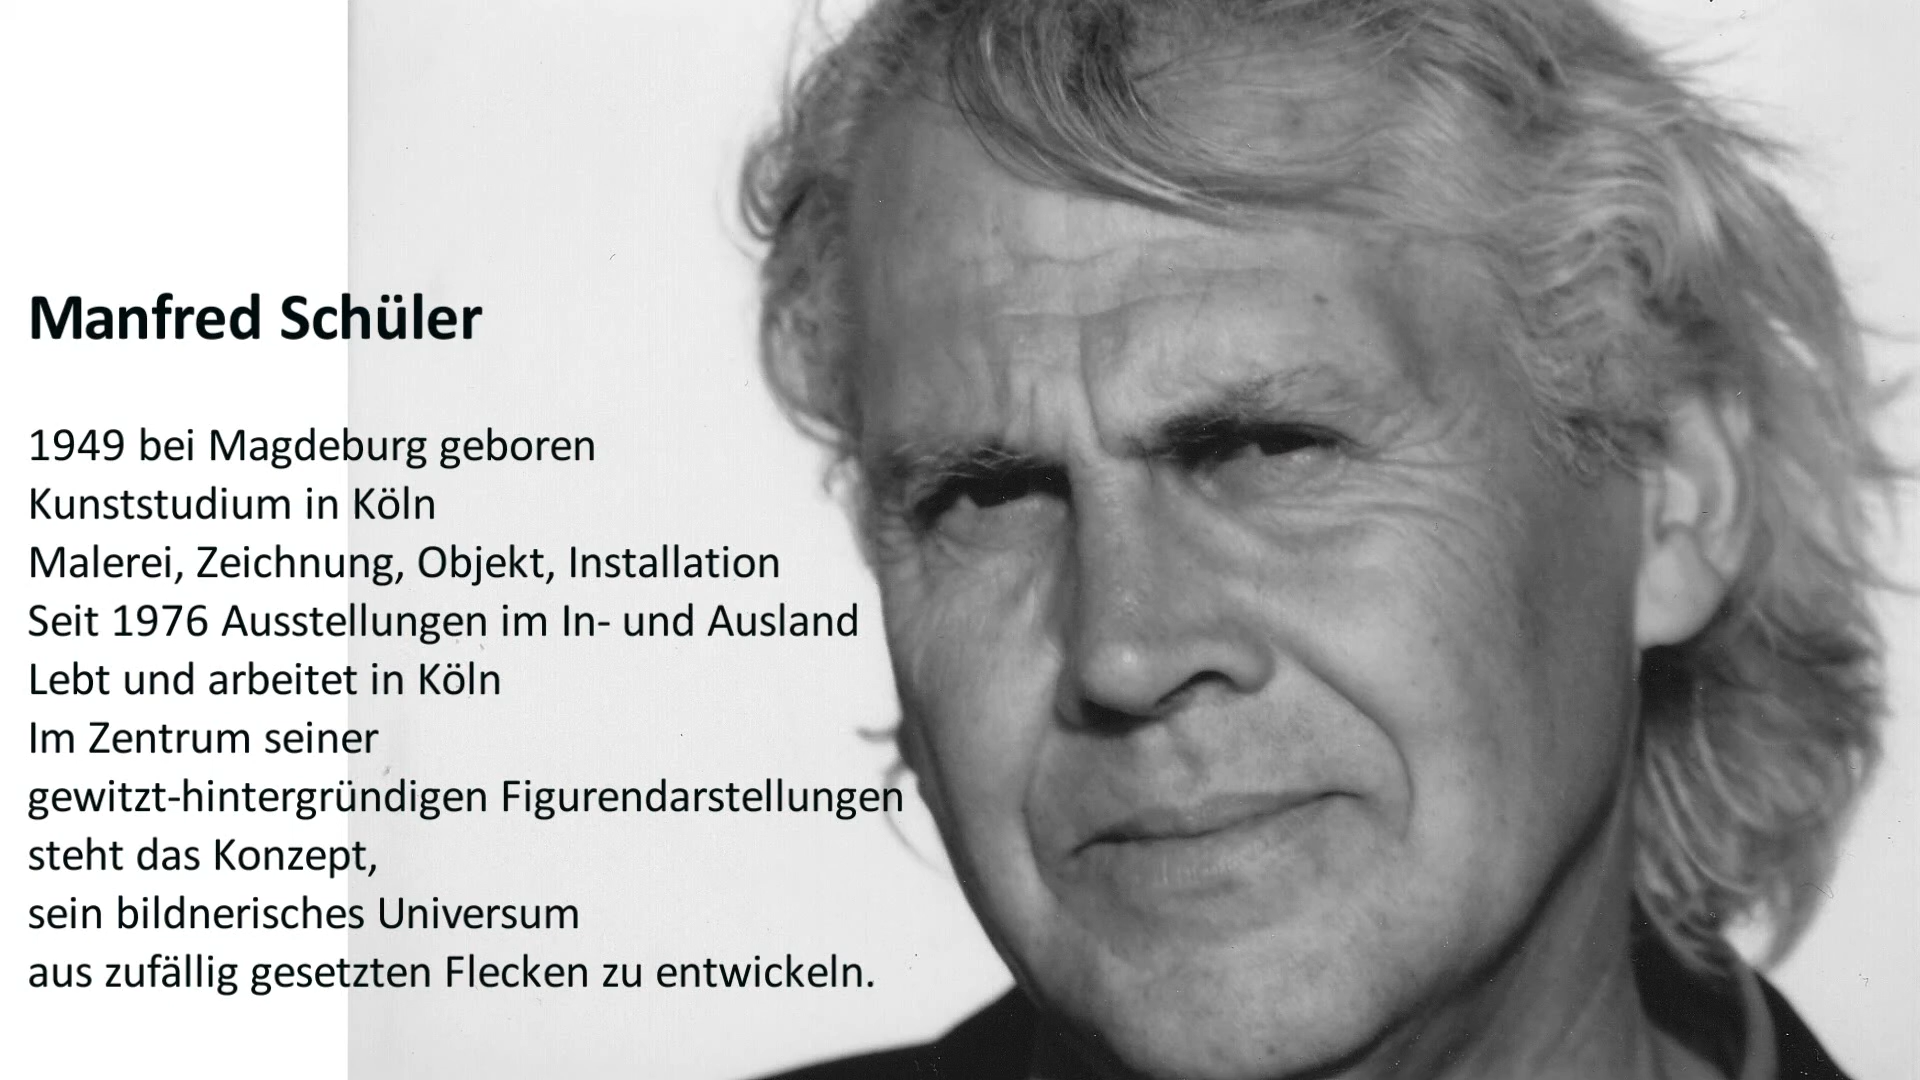 Manfred Schüler
1949 bei Magdeburg geboren
Kunststudium in Köln
Malerei, Zeichnung, Objekt, Installation
Seit 1976 Ausstellungen im In- und Ausland
Lebt und arbeitet in Köln
Im Zentrum seiner
gewitzt-hintergründigen Figurendarstellungen
steht das Konzept,
sein bildnerisches Universum
aus zufällig gesetzten Flecken zu entwickeln.